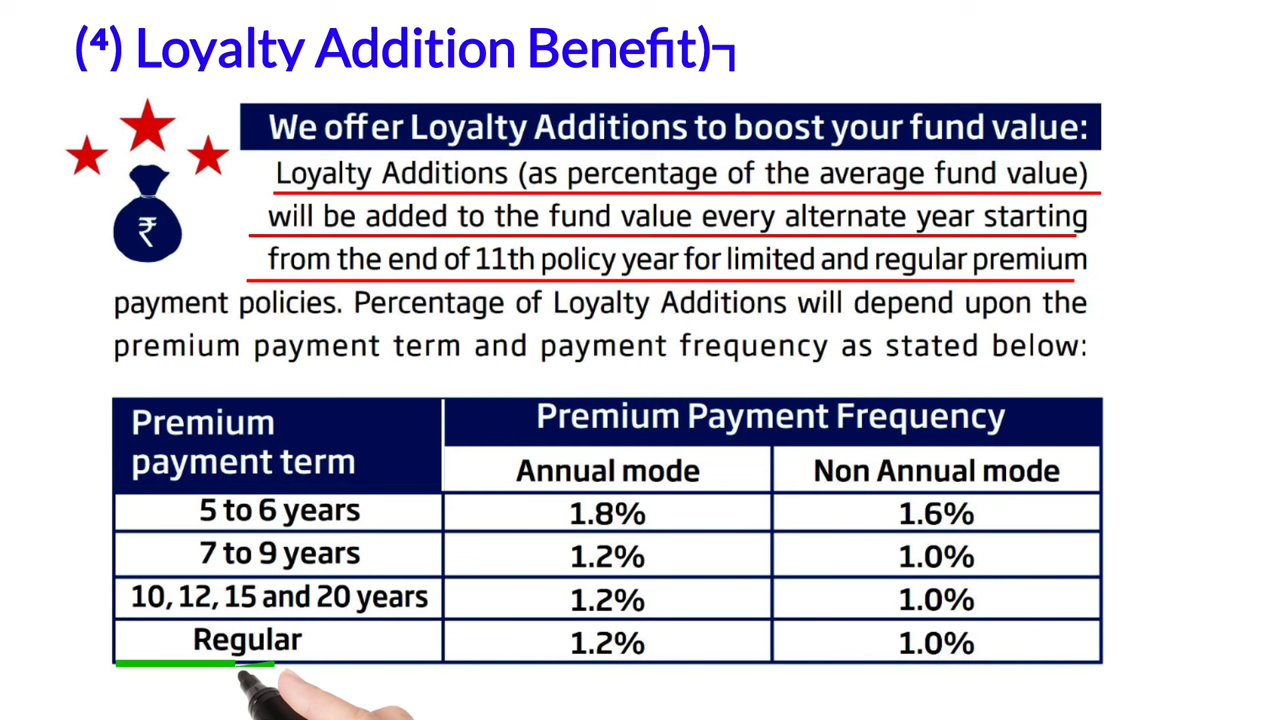 (⁴) Loyalty Addition Benefit)┐
We offer Loyalty Additions to boost your fund value:
Loyalty Additions (as percentage of the average fund value)
will be added to the fund value every alternate year starting
from the end of 11th policy year for limited and regular premium
payment policies. Percentage of Loyalty Additions will depend upon the
premium payment term and payment frequency as stated below:
₹
Premium payment term
Premium Payment Frequency
Annual mode Non Annual mode
5 to 6 years 1.8% 1.6%
7 to 9 years 1.2% 1.0%
10, 12, 15 and 20 years 1.2% 1.0%
Regular 1.2% 1.0%